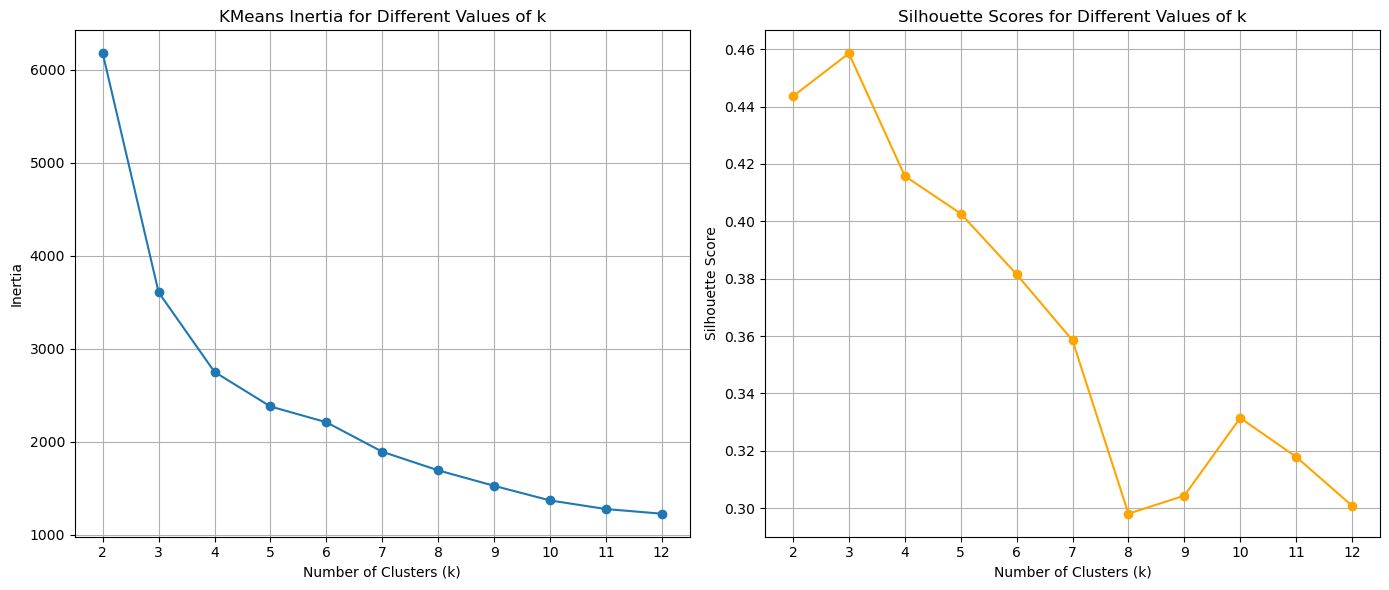 KMeans Inertia for Different Values of k
6000
5000
4000
3000
2000
1000
Inertia
2 3 4 5 6 7 8 9 10 11 12
Number of Clusters (k)
Silhouette Scores for Different Values of k
0.46
0.44
0.42
0.40
0.38
0.36
0.34
0.32
0.30
Silhouette Score
2 3 4 5 6 7 8 9 10 11 12
Number of Clusters (k)